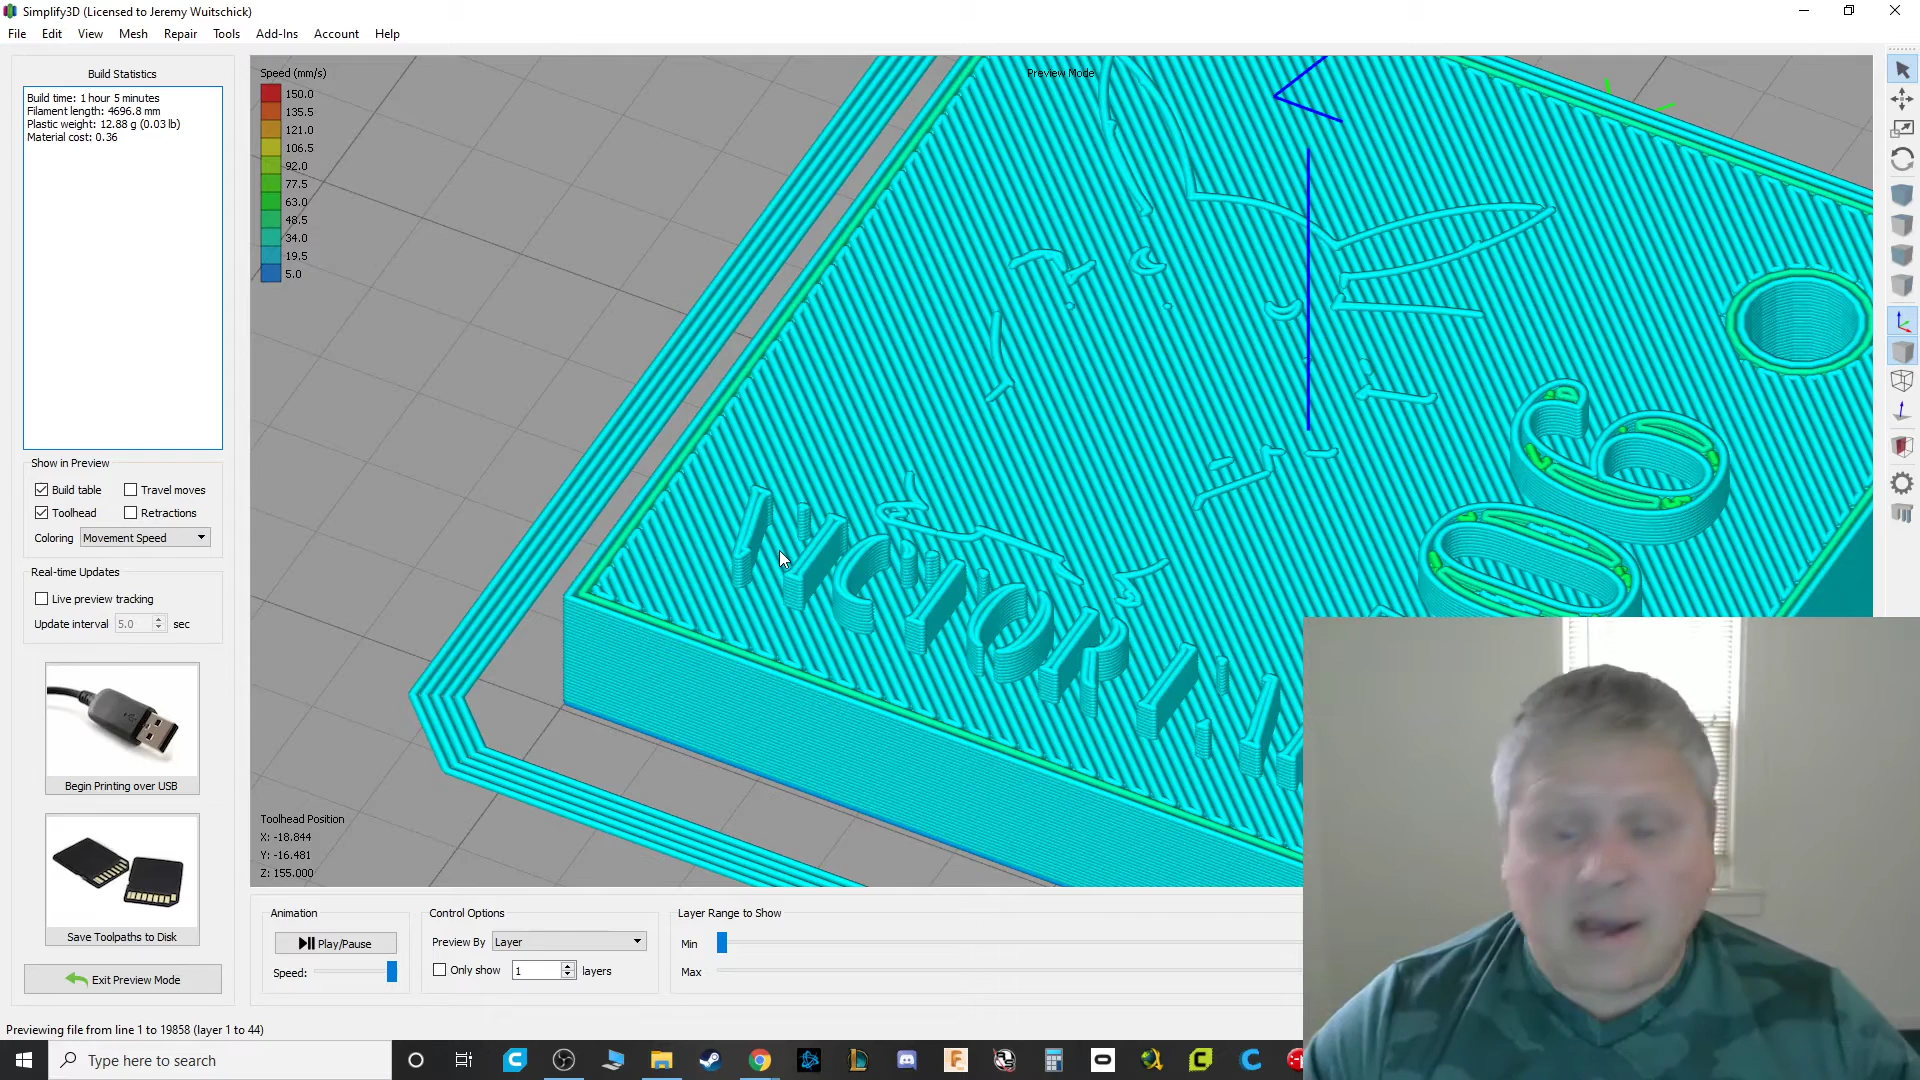 Simplify3D (Licensed to Jeremy Wuitschick)
File Edit View Mesh Repair Tools Add-Ins Account Help
Build Statistics
Build time: 1 hour 5 minutes
Filament length: 4696.8 mm
Plastic weight: 12.88 g (0.03 lb)
Material cost: 0.36
Show in Preview
Build table
Travel moves
Toolhead
Retractions
Coloring Movement Speed
Real-time Updates
Live preview tracking
Update interval 5.0 sec
Begin Printing over USB
Save Toolpaths to Disk
Exit Preview Mode
Speed (mm/s)
150.0
135.5
121.0
106.5
92.0
77.5
63.0
48.5
34.0
19.5
5.0
Preview Mode
Toolhead Position
X: -18.844
Y: -16.481
Z: 155.000
Animation
Play/Pause
Speed:
Control Options
Preview By Layer
Only show 1 layers
Layer Range to Show
Min
Max
Previewing file from line 1 to 19858 (layer 1 to 44)
Type here to search